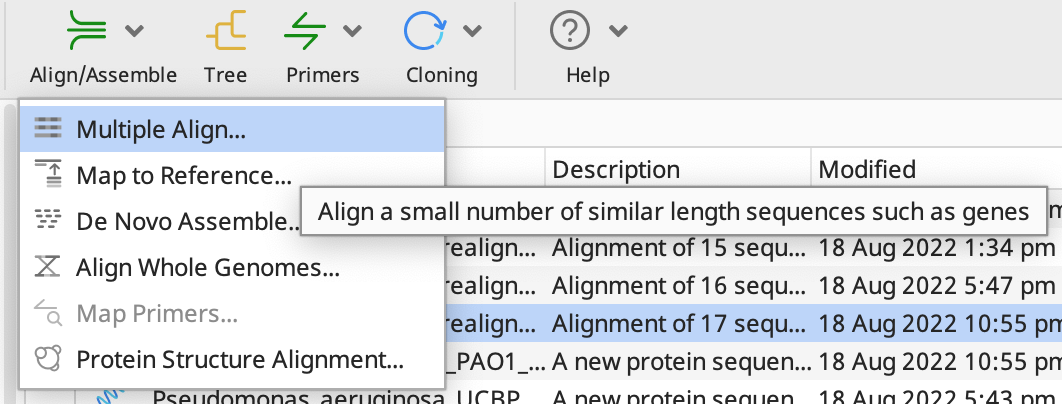 Align/Assemble Tree Primers Cloning Help
Multiple Align...
Map to Reference...
De Novo Assemble..
Align Whole Genomes...
Map Primers...
Protein Structure Alignment...
Align a small number of similar length sequences such as genes
Description Modified
m
realign... Alignment of 15 sequ... 18 Aug 2022 1:34 pm
realign... Alignment of 16 sequ... 18 Aug 2022 5:47 pm
realign... Alignment of 17 sequ... 18 Aug 2022 10:55 pm
_PAO1_... A new protein sequen... 18 Aug 2022 10:55 pm
Pseudomonas_aeruginosa_UCBP... A new protein sequen... 18 Aug 2022 5:43 pm